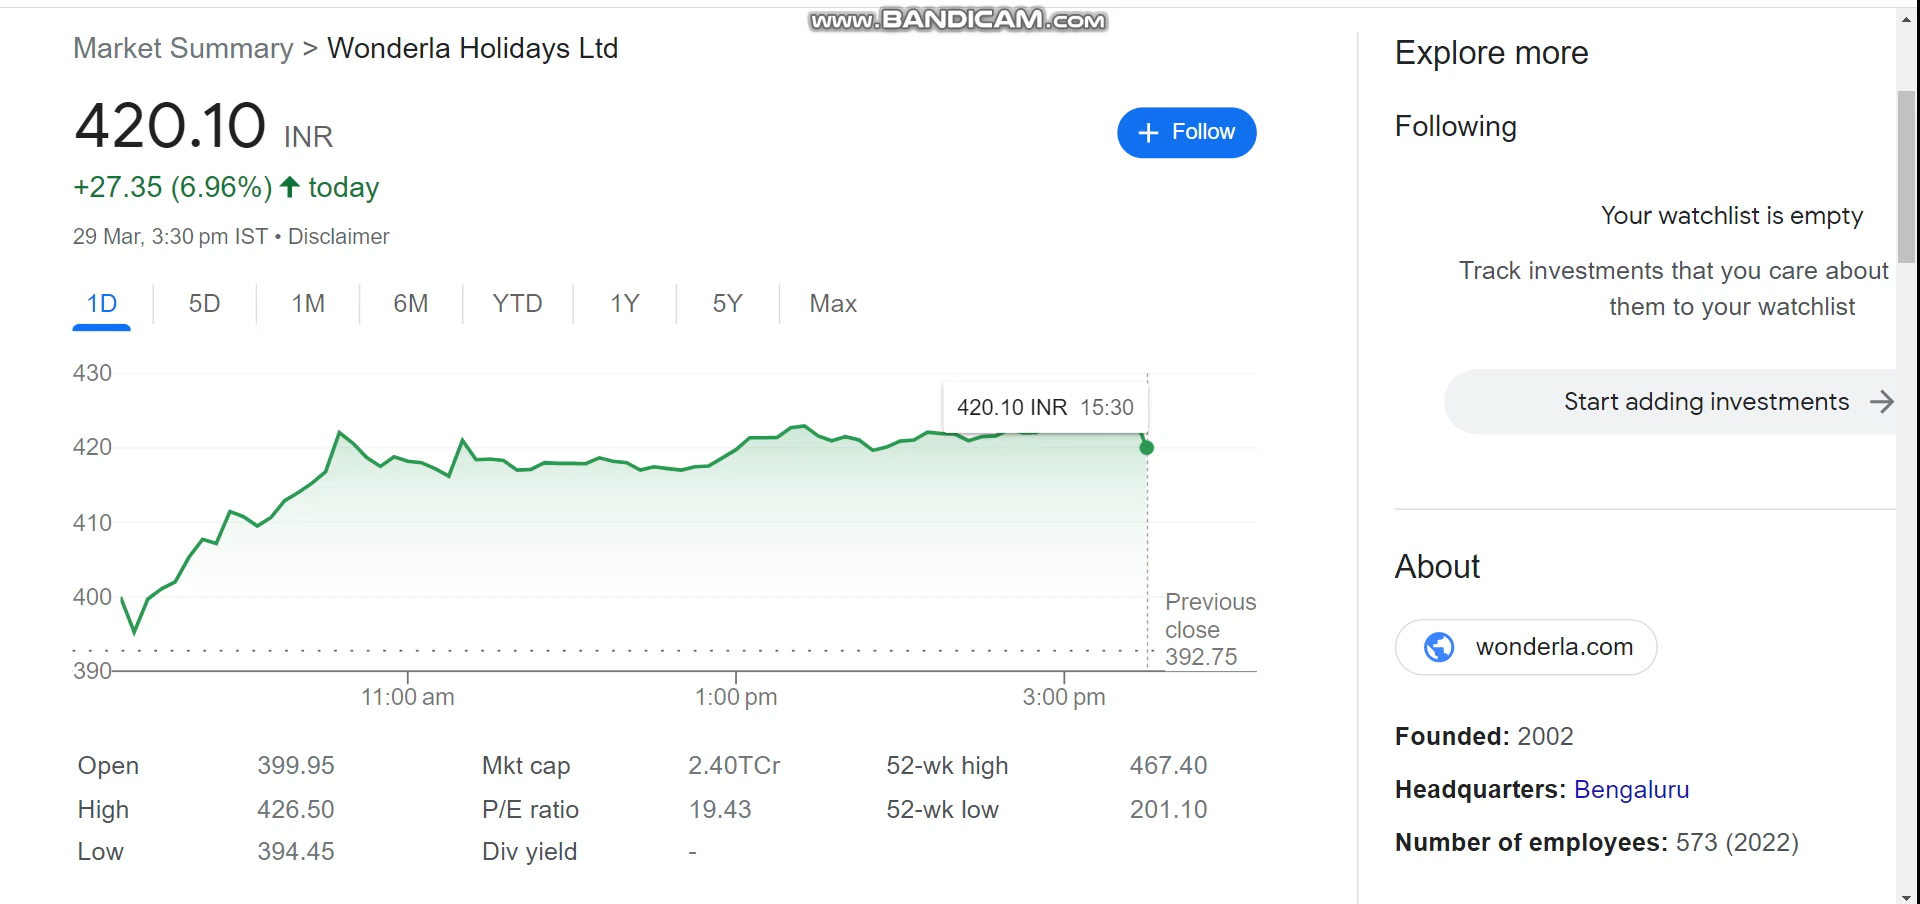 www.BANDICAM.com
Market Summary > Wonderla Holidays Ltd
420.10 INR
+ Follow
+27.35 (6.96%) ↑ today
29 Mar, 3:30 pm IST • Disclaimer
1D 5D 1M 6M YTD 1Y 5Y Max
430
420
410
400
390
420.10 INR 15:30
Previous
close
392.75
11:00 am 1:00 pm 3:00 pm
Open 399.95 Mkt cap 2.40TCr 52-wk high 467.40
High 426.50 P/E ratio 19.43 52-wk low 201.10
Low 394.45 Div yield -
Explore more
Following
Your watchlist is empty
Track investments that you care about
them to your watchlist
Start adding investments →
About
wonderla.com
Founded: 2002
Headquarters: Bengaluru
Number of employees: 573 (2022)